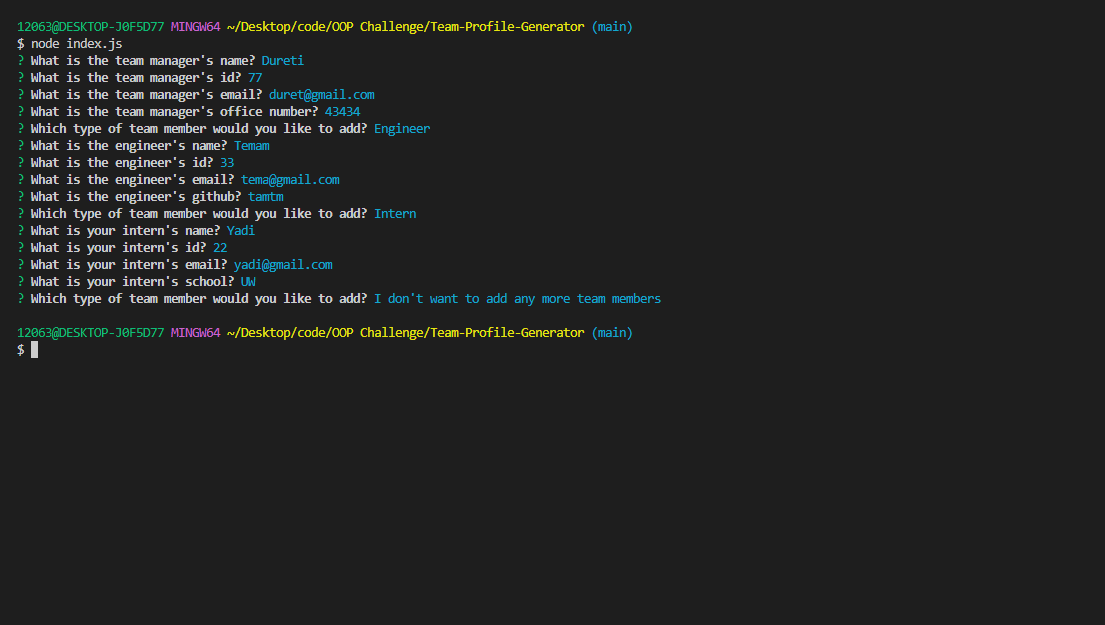 12063@DESKTOP-J0F5D77 MINGW64 ~/Desktop/code/OOP Challenge/Team-Profile-Generator (main)
$ node index.js
? What is the team manager's name? Dureti
? What is the team manager's id? 77
? What is the team manager's email? duret@gmail.com
? What is the team manager's office number? 43434
? Which type of team member would you like to add? Engineer
? What is the engineer's name? Temam
? What is the engineer's id? 33
? What is the engineer's email? tema@gmail.com
? What is the engineer's github? tamtm
? Which type of team member would you like to add? Intern
? What is your intern's name? Yadi
? What is your intern's id? 22
? What is your intern's email? yadi@gmail.com
? What is your intern's school? UW
? Which type of team member would you like to add? I don't want to add any more team members
12063@DESKTOP-J0F5D77 MINGW64 ~/Desktop/code/OOP Challenge/Team-Profile-Generator (main)
$